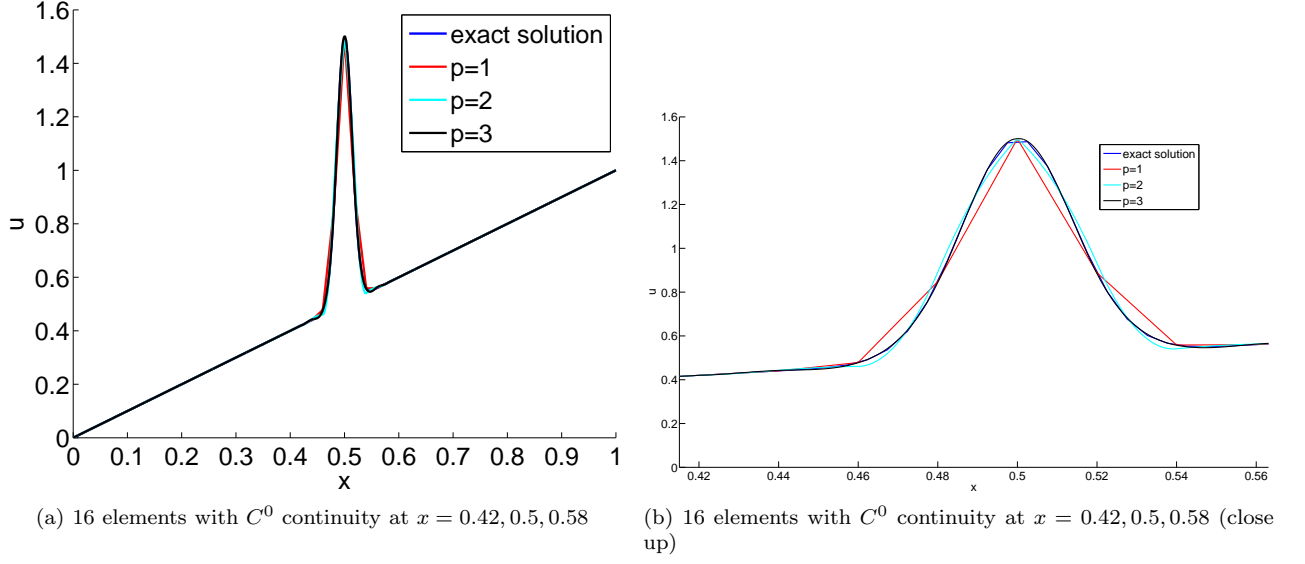 1.6
1.4
1.2
1
0.8
0.6
0.4
0.2
0
u
0 0.1 0.2 0.3 0.4 0.5 0.6 0.7 0.8 0.9 1
x
exact solution
p=1
p=2
p=3
(a) 16 elements with C⁰ continuity at x = 0.42, 0.5, 0.58
1.6
1.4
1.2
1
0.8
0.6
0.4
0.2
0
u
0.42 0.44 0.46 0.48 0.5 0.52 0.54 0.56
x
exact solution
p=1
p=2
p=3
(b) 16 elements with C⁰ continuity at x = 0.42, 0.5, 0.58 (close
up)